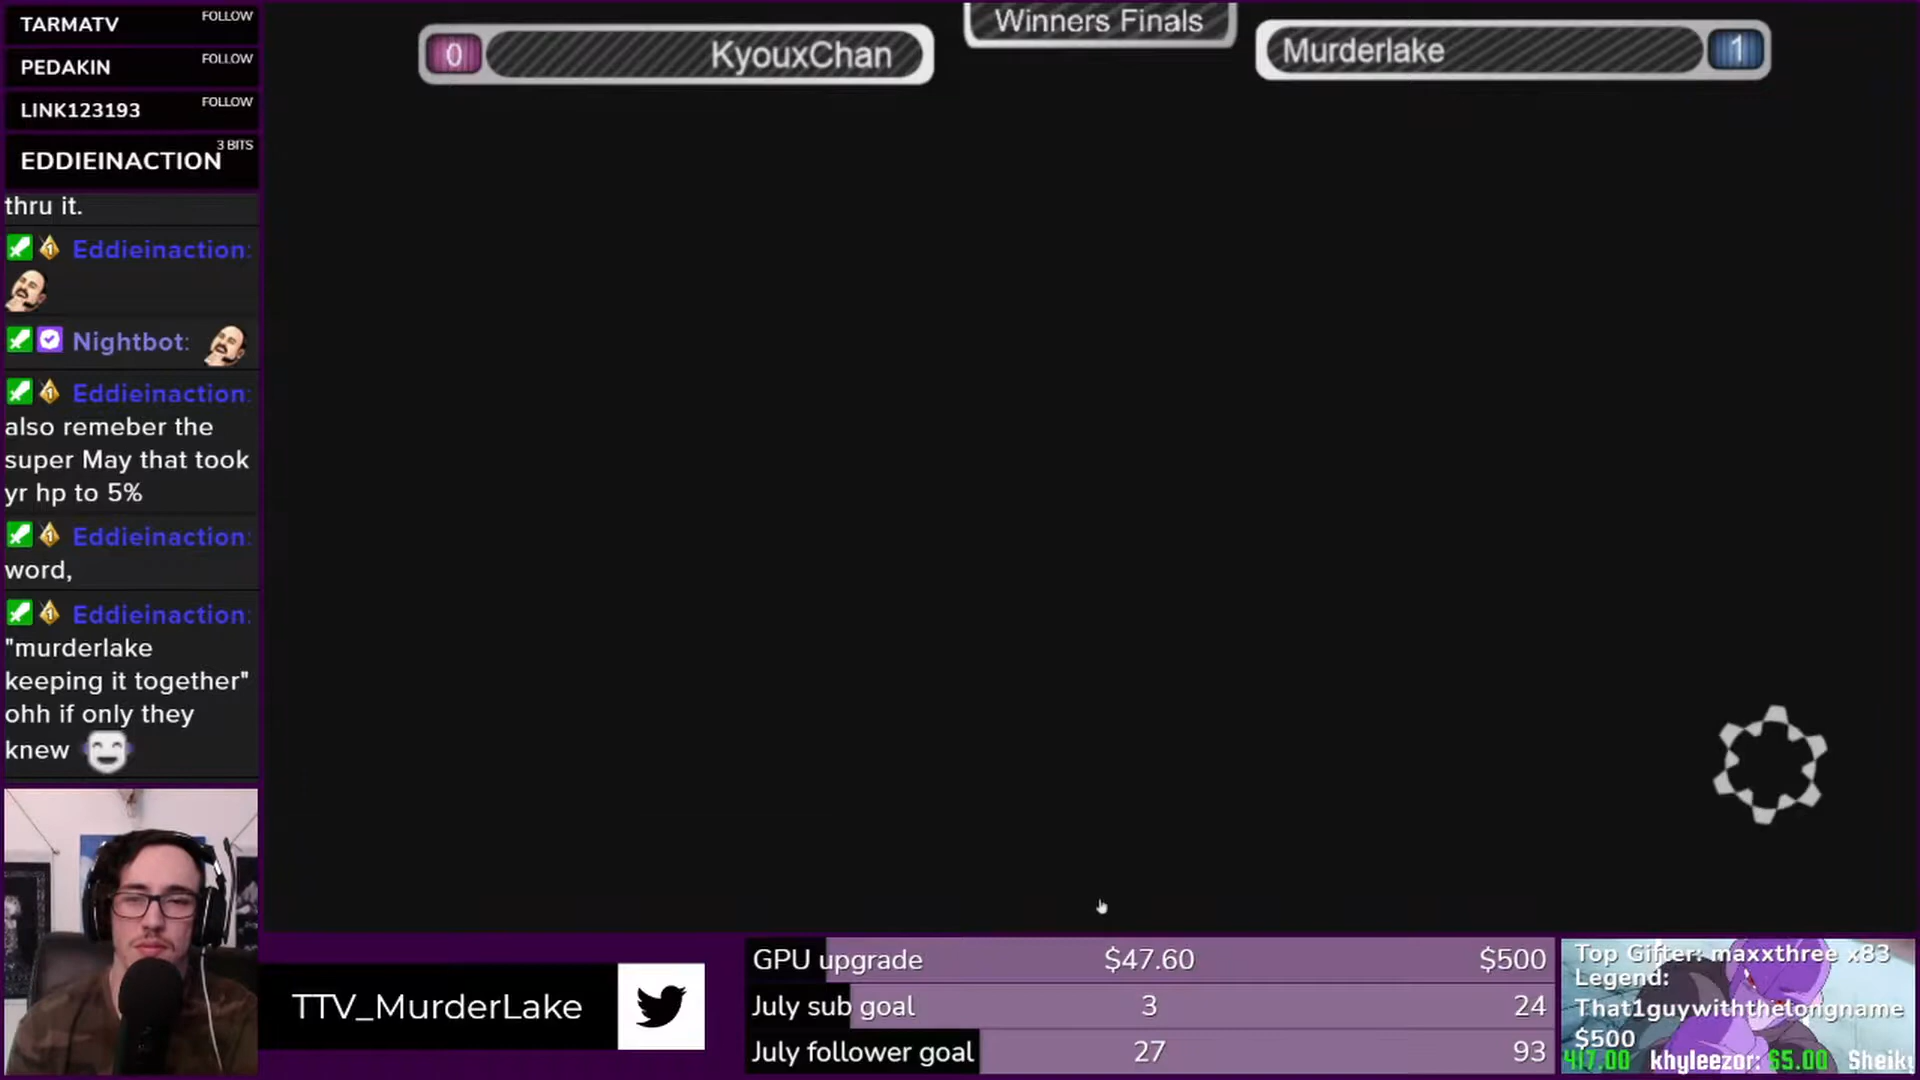 TARMATV FOLLOW
PEDAKIN FOLLOW
LINK123193 FOLLOW
EDDIEINACTION 3 BITS
thru it.
Eddieinaction:
Nightbot:
Eddieinaction:
also remeber the
super May that took
yr hp to 5%
Eddieinaction:
word,
Eddieinaction:
"murderlake
keeping it together"
ohh if only they
knew
0 KyouxChan
Winners Finals
Murderlake 1
TTV_MurderLake
GPU upgrade $47.60 $500
July sub goal 3 24
July follower goal 27 93
Top Gifter: maxxthree x83
Legend:
That1guywiththelongname
$500
417.00 khyleezor: $5.00 Sheik